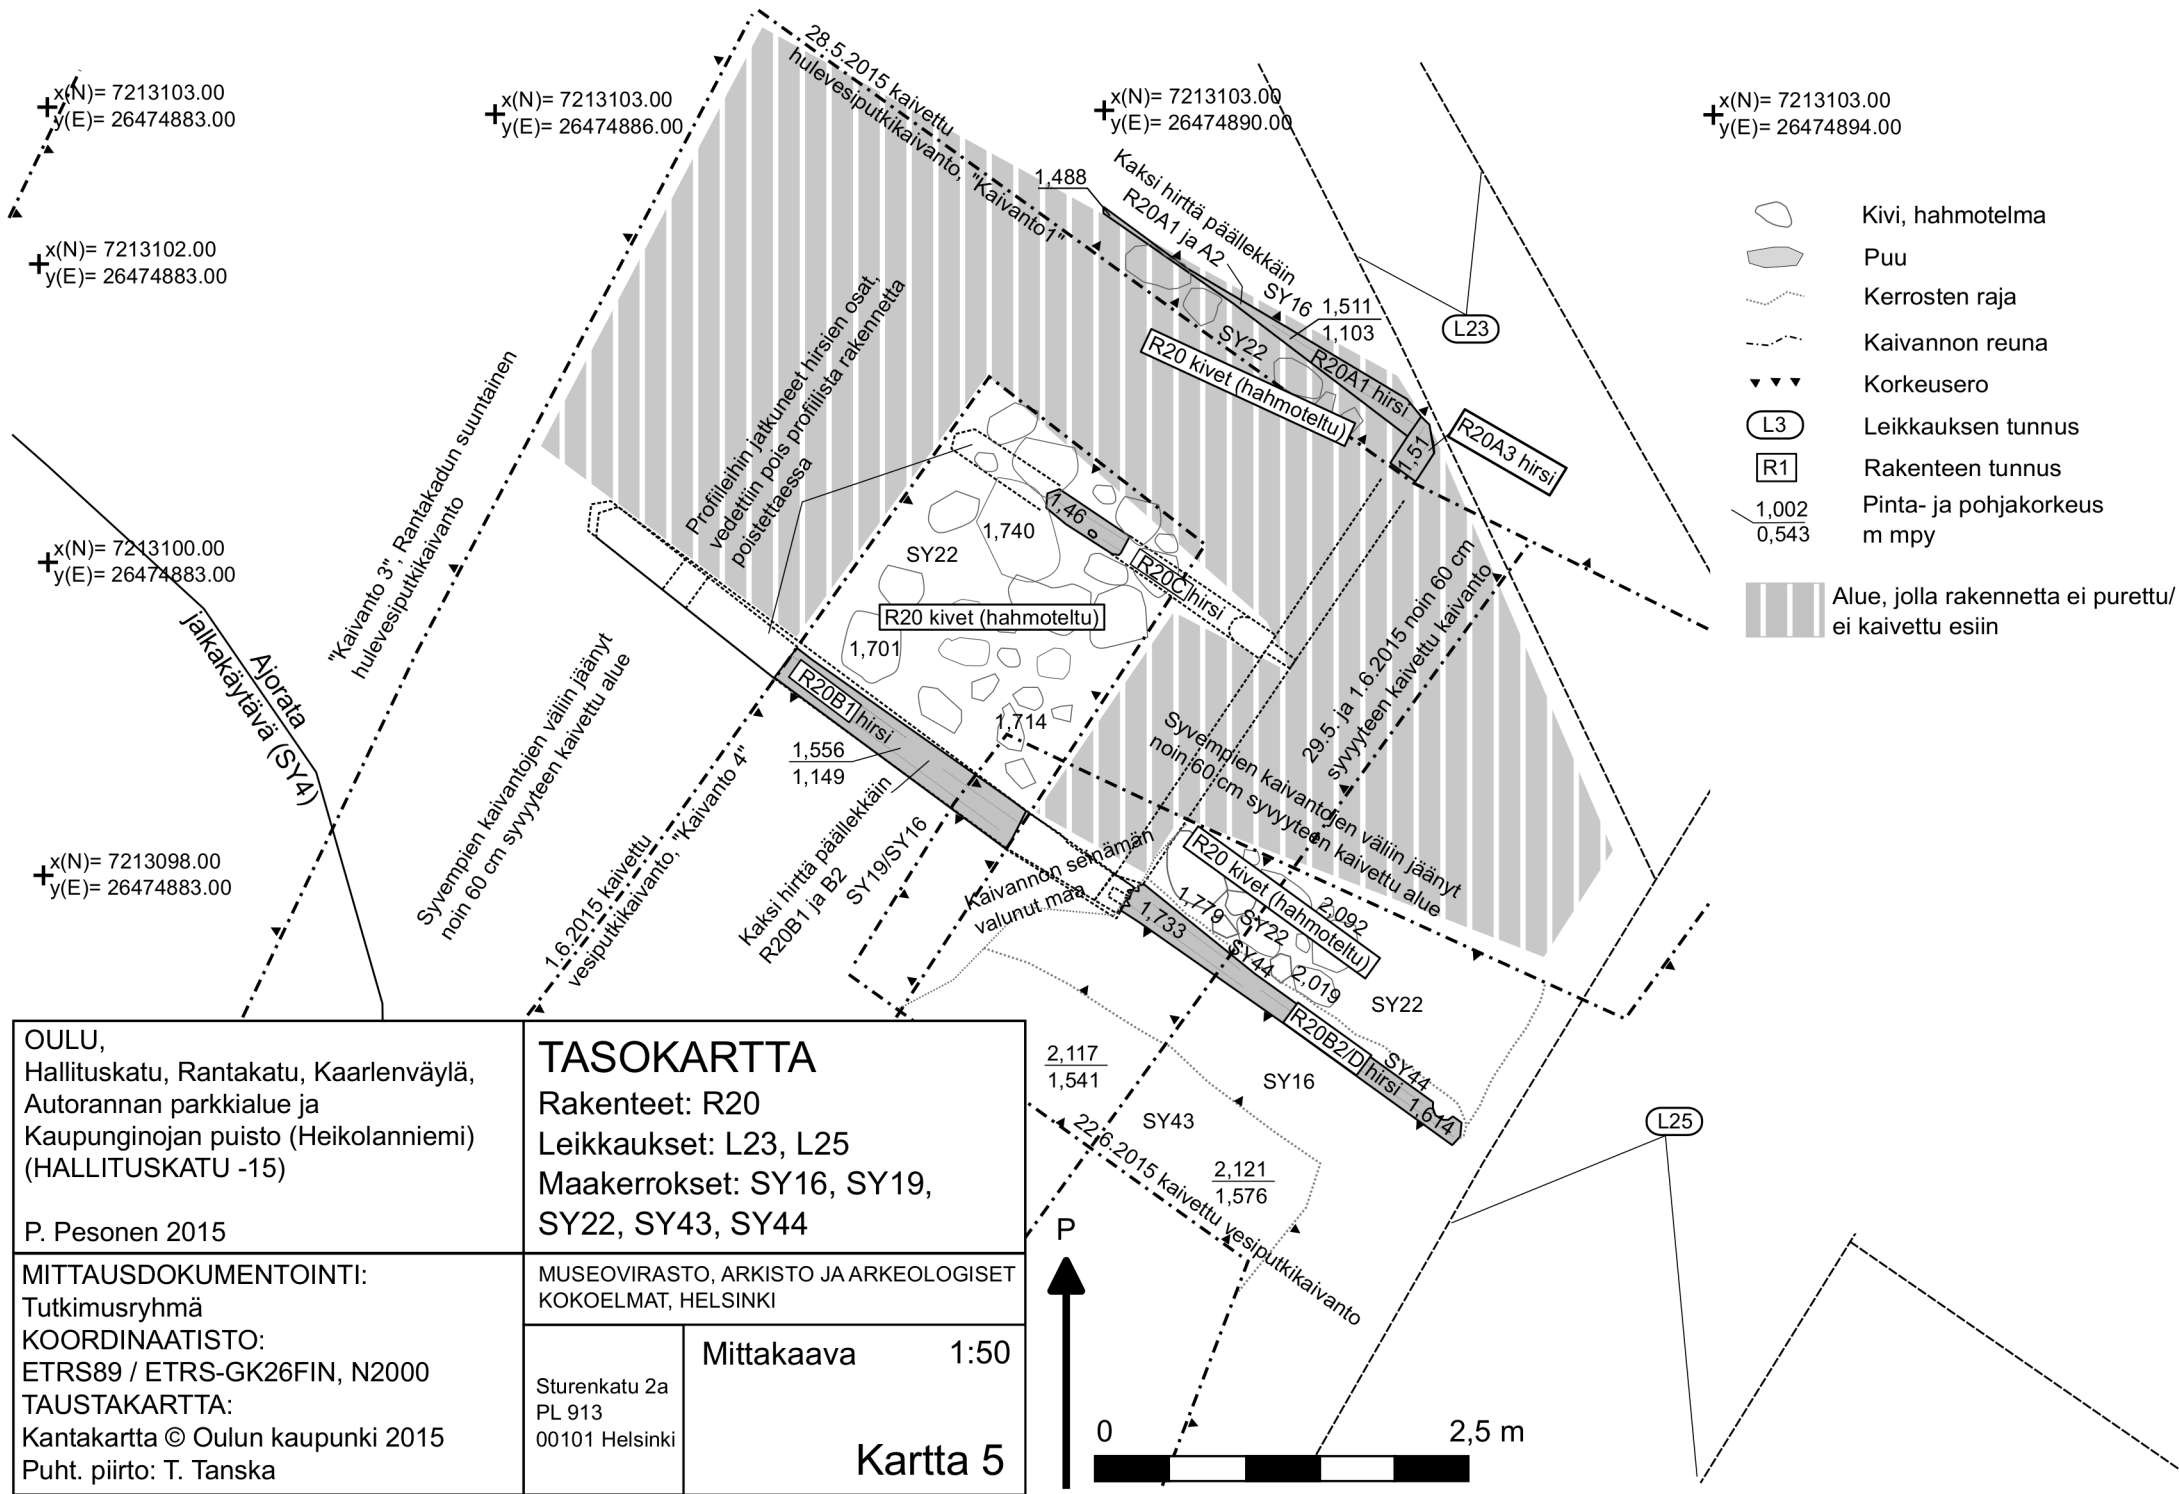 x(N)= 7213103.00
y(E)= 26474883.00
x(N)= 7213103.00
y(E)= 26474886.00
x(N)= 7213103.00
y(E)= 26474890.00
x(N)= 7213103.00
y(E)= 26474894.00
x(N)= 7213102.00
y(E)= 26474883.00
x(N)= 7213100.00
y(E)= 26474883.00
x(N)= 7213098.00
y(E)= 26474883.00
28.5.2015 kaivettu
hulevesiputkikaivanto, "Kaivanto1"
1,488
Kaksi hirttä päällekkäin
R20A1 ja A2
SY16
1,511
1,103
SY22
R20 kivet (hahmoteltu)
R20A1 hirsi
1,51
R20A3 hirsi
L23
Profiileihin jatkuneet hirsien osat,
vedettiin pois profiilista rakennetta
poistettaessa
"Kaivanto 3", Rantakadun suuntainen
hulevesiputkikaivanto
Ajorata
jalkakäytävä (SY4)
Syvempien kaivantojen väliin jäänyt
noin 60 cm syvyyteen kaivettu alue
1.6.2015 kaivettu
vesiputkikaivanto, "Kaivanto 4"
1,46
1,740
SY22
R20C hirsi
R20 kivet (hahmoteltu)
1,701
1,714
R20B1 hirsi
1,556
1,149
Kaksi hirttä päällekkäin
R20B1 ja B2
SY19/SY16
Kaivannon seinämän
valunut maa
29.5. ja 1.6.2015 noin 60 cm
syvyyteen kaivettu kaivanto
Syvempien kaivantojen väliin jäänyt
noin 60 cm syvyyteen kaivettu alue
R20 kivet (hahmoteltu)
1,779
2,092
SY22
1,733
SY44
2,019
SY22
R20B2/D hirsi
SY44
1,614
2,117
1,541
SY16
SY43
2,121
1,576
22.6.2015 kaivettu vesiputkikaivanto
L25
Kivi, hahmotelma
Puu
Kerrosten raja
Kaivannon reuna
Korkeusero
L3
Leikkauksen tunnus
R1
Rakenteen tunnus
1,002
0,543
Pinta- ja pohjakorkeus
m mpy
Alue, jolla rakennetta ei purettu/
ei kaivettu esiin
OULU,
Hallituskatu, Rantakatu, Kaarlenväylä,
Autorannan parkkialue ja
Kaupunginojan puisto (Heikolanniemi)
(HALLITUSKATU -15)
P. Pesonen 2015
TASOKARTTA
Rakenteet: R20
Leikkaukset: L23, L25
Maakerrokset: SY16, SY19,
SY22, SY43, SY44
MITTAUSDOKUMENTOINTI:
Tutkimusryhmä
KOORDINAATISTO:
ETRS89 / ETRS-GK26FIN, N2000
TAUSTAKARTTA:
Kantakartta © Oulun kaupunki 2015
Puht. piirto: T. Tanska
MUSEOVIRASTO, ARKISTO JA ARKEOLOGISET
KOKOELMAT, HELSINKI
Sturenkatu 2a
PL 913
00101 Helsinki
Mittakaava 1:50
Kartta 5
P
0 2,5 m